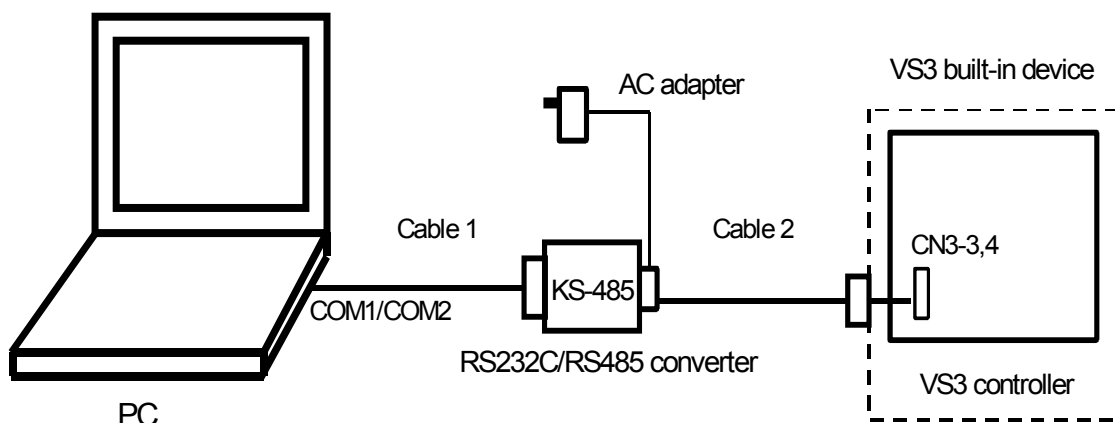 VS3 built-in device
AC adapter
Cable 1
Cable 2
CN3-3,4
KS-485
COM1/COM2
RS232C/RS485 converter
VS3 controller
PC